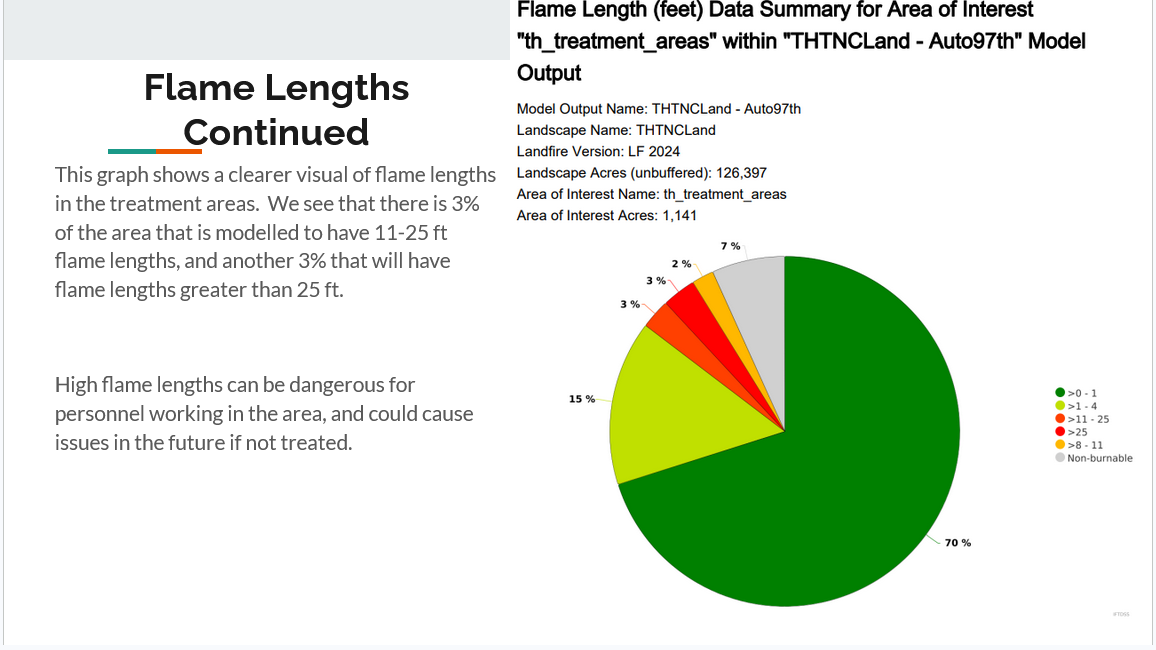 Flame Lengths
Continued
This graph shows a clearer visual of flame lengths
in the treatment areas.  We see that there is 3%
of the area that is modelled to have 11-25 ft
flame lengths, and another 3% that will have
flame lengths greater than 25 ft.
High flame lengths can be dangerous for
personnel working in the area, and could cause
issues in the future if not treated.
Flame Length (feet) Data Summary for Area of Interest
"th_treatment_areas" within "THTNCLand - Auto97th" Model
Output
Model Output Name: THTNCLand - Auto97th
Landscape Name: THTNCLand
Landfire Version: LF 2024
Landscape Acres (unbuffered): 126,397
Area of Interest Name: th_treatment_areas
Area of Interest Acres: 1,141
7 %
2 %
3 %
3 %
15 %
70 %
>0 - 1
>1 - 4
>11 - 25
>25
>8 - 11
Non-burnable